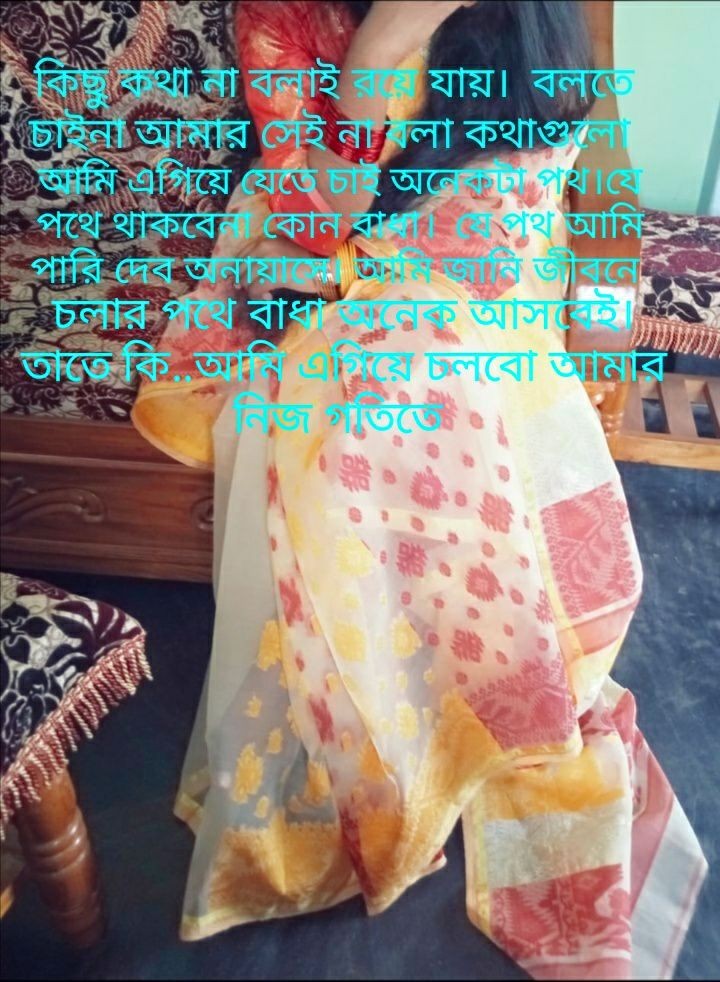 কিছু কথা না বলাই রয়ে যায়। বলতে
চাইনা আমার সেই না বলা কথাগুলো
আমি এগিয়ে যেতে চাই অনেকটা পথ।যে
পথে থাকবেনা কোন বাধা। যে পথ আমি
পারি দেব অনায়াসে। আমি জানি জীবনে
চলার পথে বাধা অনেক আসবেই।
তাতে কি..আমি এগিয়ে চলবো আমার
নিজ গতিতে